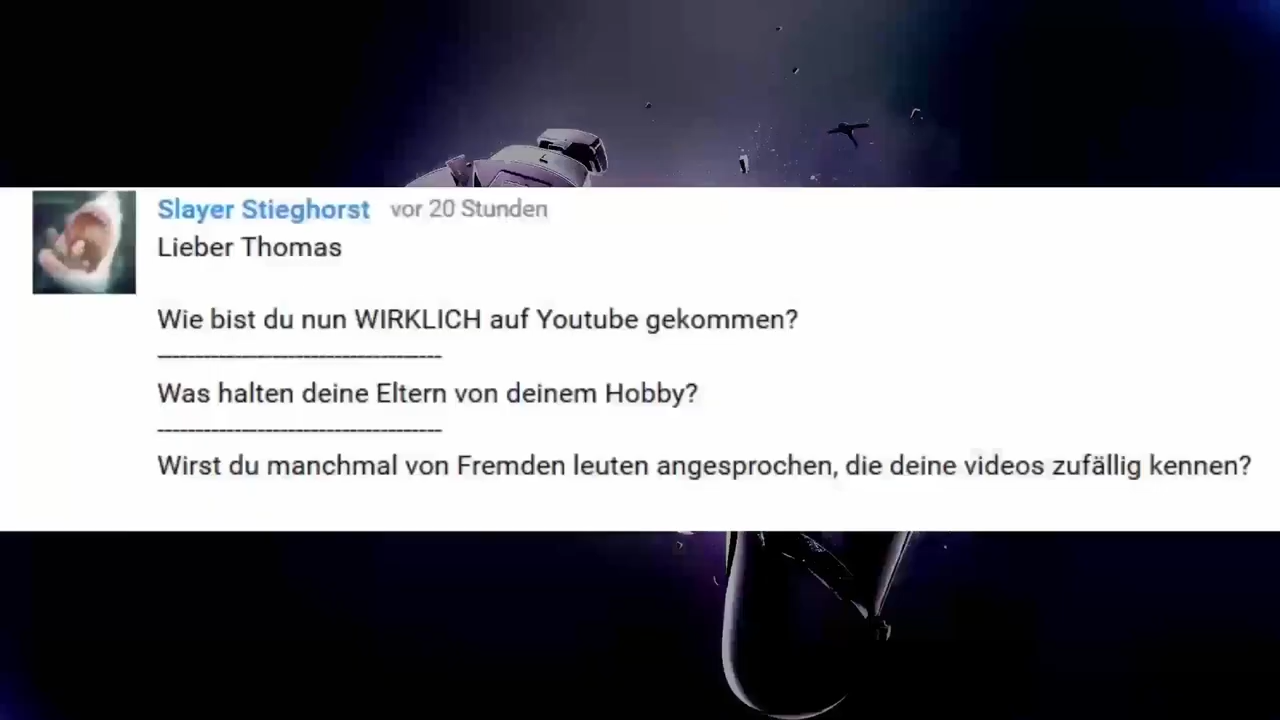 Slayer Stieghorst vor 20 Stunden
Lieber Thomas
Wie bist du nun WIRKLICH auf Youtube gekommen?
-------------------------------------
Was halten deine Eltern von deinem Hobby?
-------------------------------------
Wirst du manchmal von Fremden leuten angesprochen, die deine videos zufällig kennen?